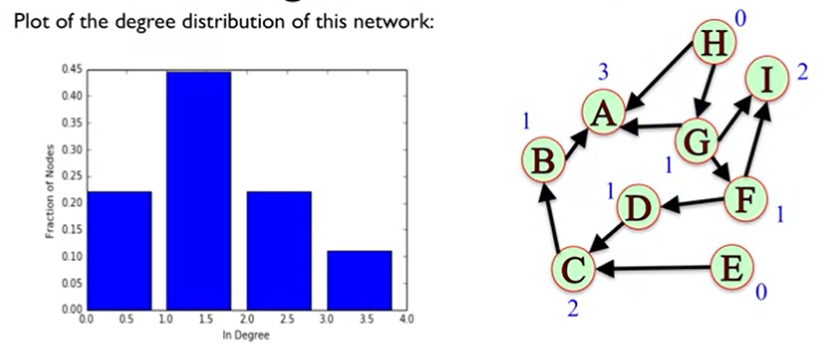 Plot of the degree distribution of this network:
0.45
0.40
0.35
0.30
0.25
0.20
0.15
0.10
0.05
0.00
Fraction of Nodes
0.0 0.5 1.0 1.5 2.0 2.5 3.0 3.5 4.0
In Degree
0
H
I 2
3
A
1
G
B
1
1
D
F
1
C
E
0
2